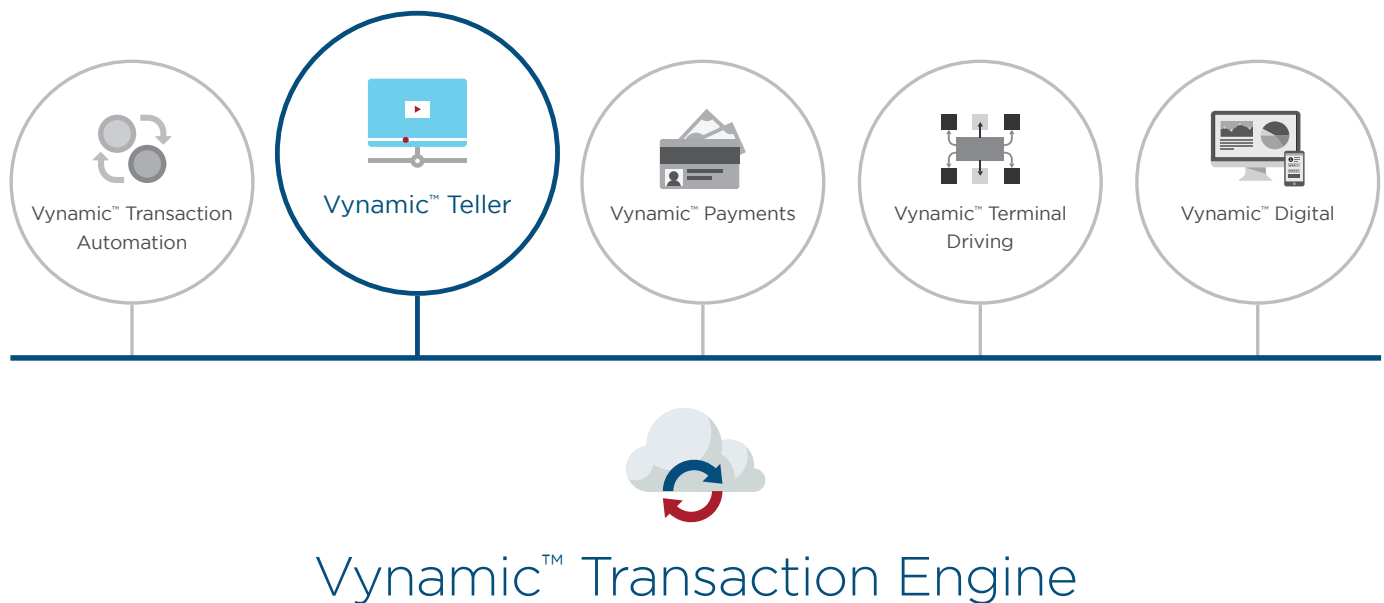 Vynamic™ Transaction
Automation
Vynamic™ Teller
Vynamic™ Payments
Vynamic™ Terminal
Driving
Vynamic™ Digital
Vynamic™ Transaction Engine